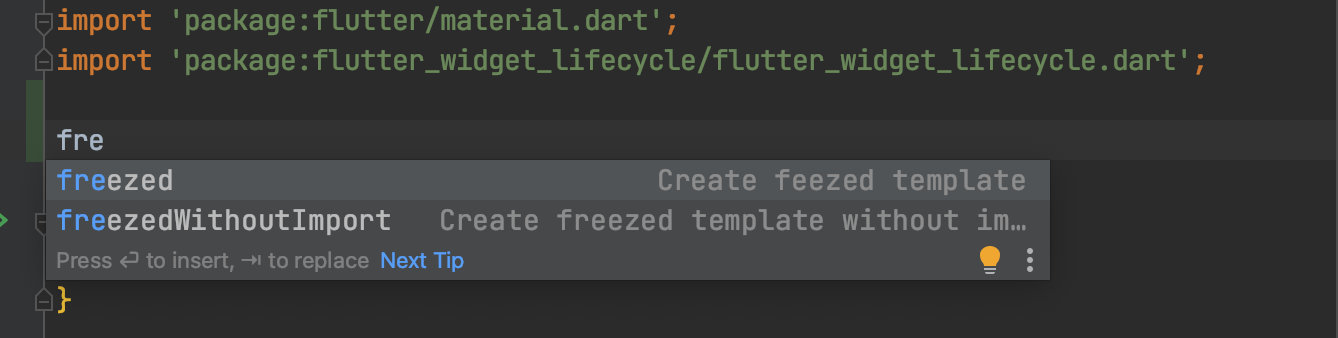 import 'package:flutter/material.dart';
import 'package:flutter_widget_lifecycle/flutter_widget_lifecycle.dart';
fre
freezed Create feezed template
freezedWithoutImport Create freezed template without im…
Press ↵ to insert, ⇥ to replace Next Tip
}